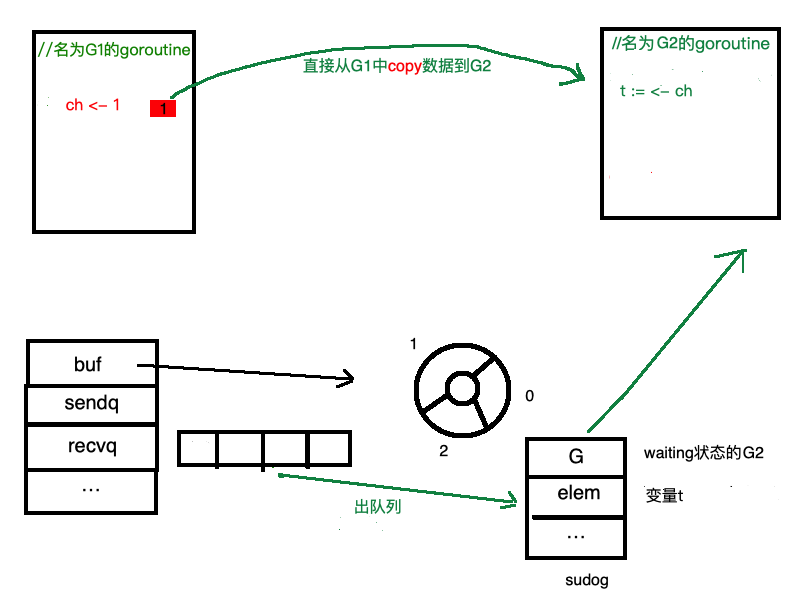 //名为G1的goroutine
//名为G2的goroutine
直接从G1中copy数据到G2
ch <- 1
1
t := <- ch
buf
sendq
recvq
...
1
0
2
出队列
G
elem
...
waiting状态的G2
变量t
sudog